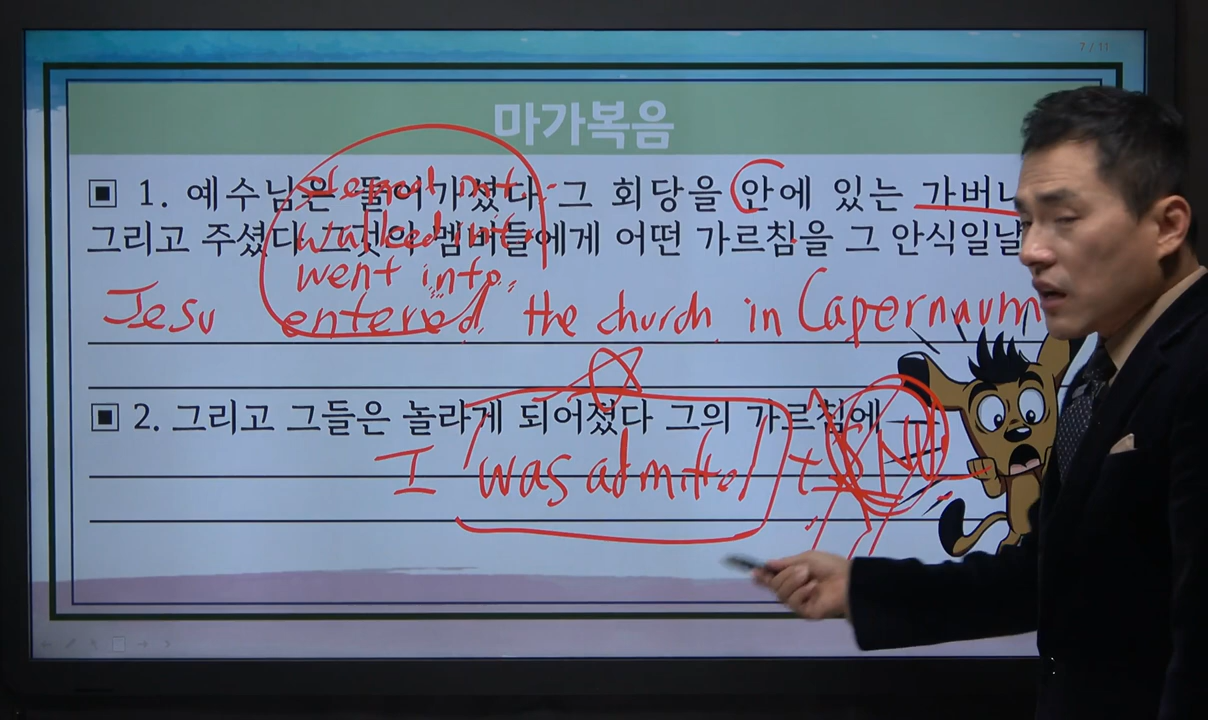 7 / 11
마가복음
1. 예수님은 들어가셨다 그 회당을 안에 있는 가버나
그리고 주셨다 그것의 멤버들에게 어떤 가르침을 그 안식일날
walked into
went into
Jesu entered the church in Capernaum
2. 그리고 그들은 놀라게 되어졌다 그의 가르침에
I was admitted